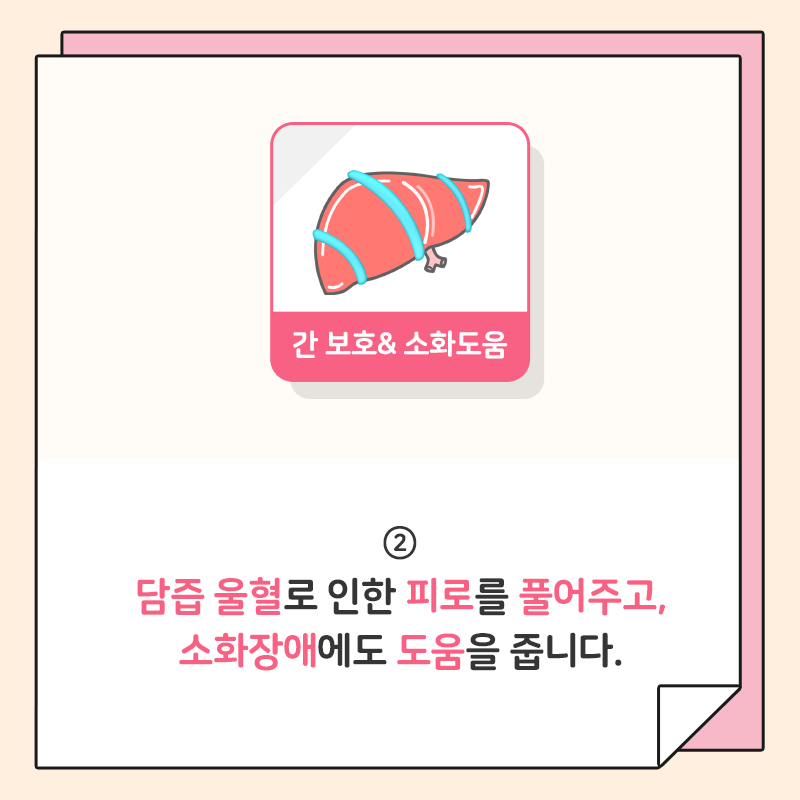 간 보호& 소화도움
②
담즙 울혈로 인한 피로를 풀어주고,
소화장애에도 도움을 줍니다.